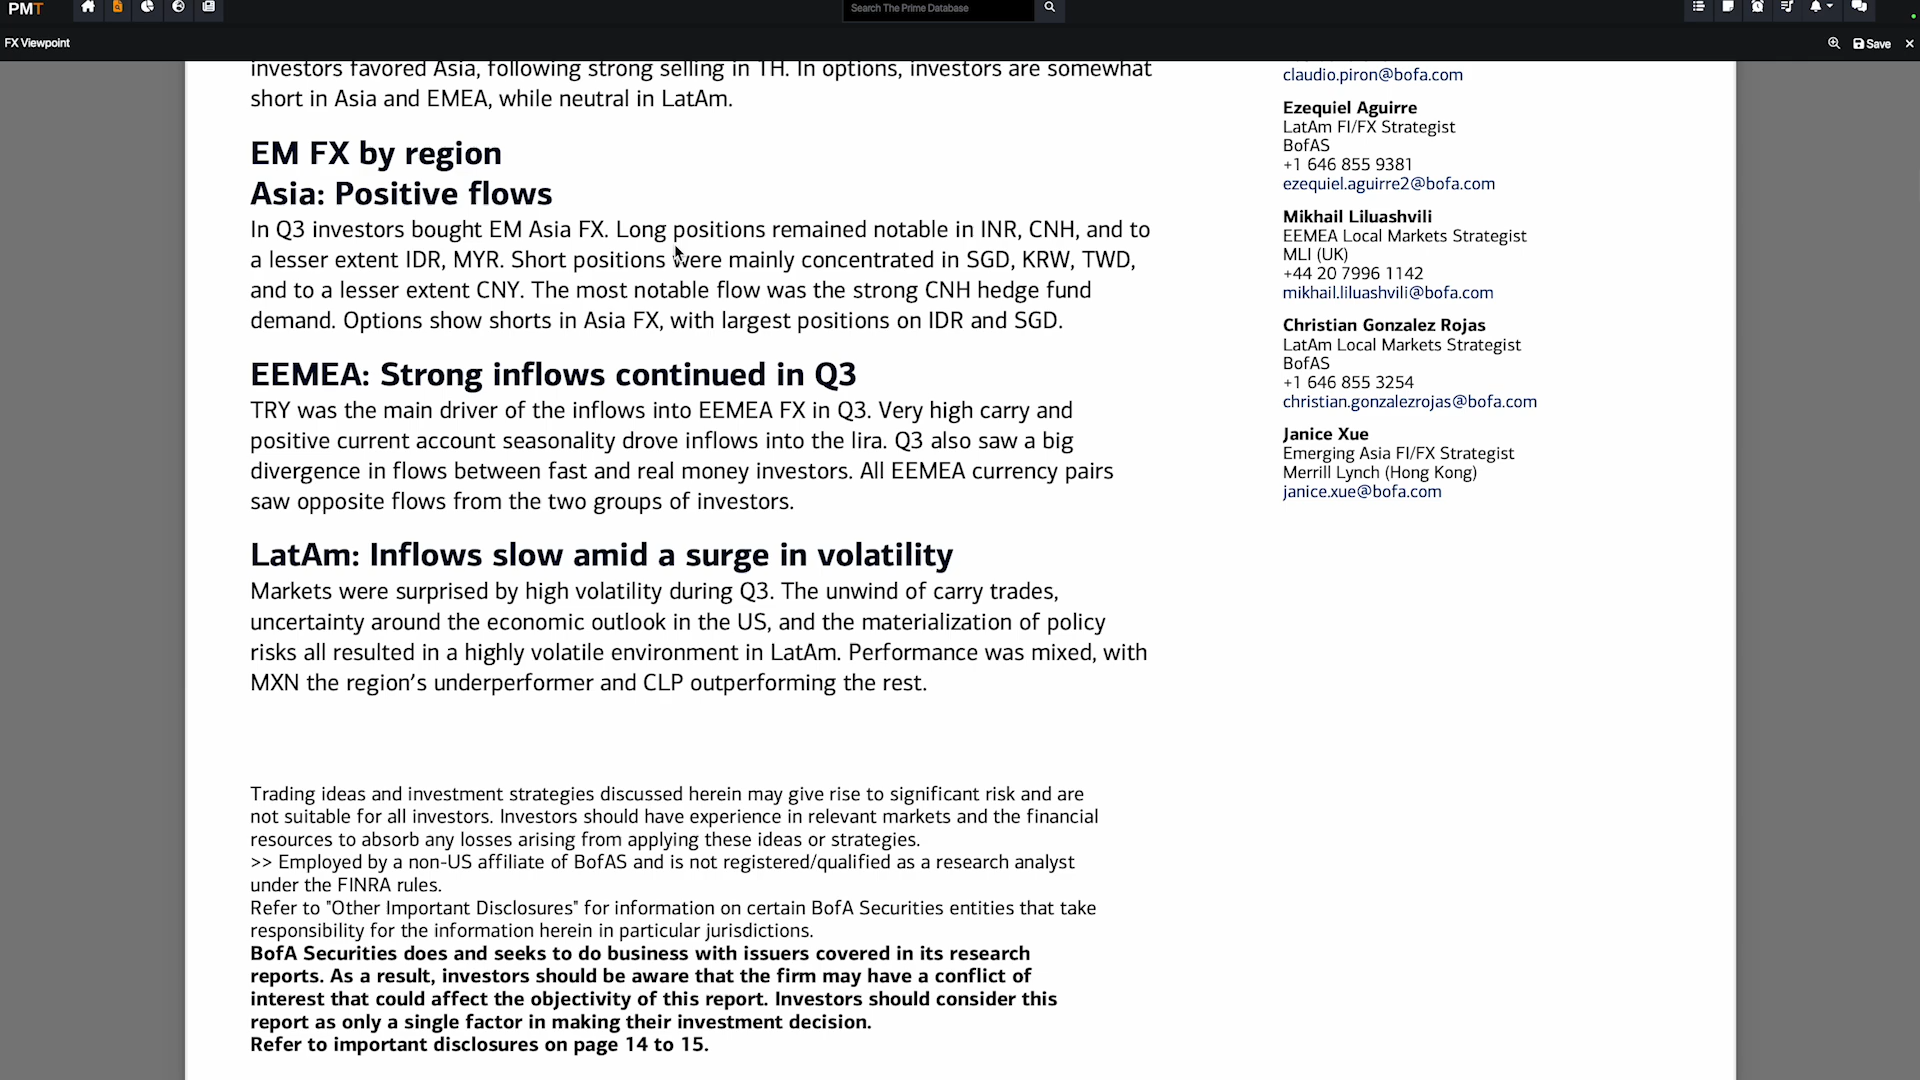 PMT
Search The Prime Database
FX Viewpoint
Save
investors favored Asia, following strong selling in 1H. In options, investors are somewhat
short in Asia and EMEA, while neutral in LatAm.
EM FX by region
Asia: Positive flows
In Q3 investors bought EM Asia FX. Long positions remained notable in INR, CNH, and to
a lesser extent IDR, MYR. Short positions were mainly concentrated in SGD, KRW, TWD,
and to a lesser extent CNY. The most notable flow was the strong CNH hedge fund
demand. Options show shorts in Asia FX, with largest positions on IDR and SGD.
EEMEA: Strong inflows continued in Q3
TRY was the main driver of the inflows into EEMEA FX in Q3. Very high carry and
positive current account seasonality drove inflows into the lira. Q3 also saw a big
divergence in flows between fast and real money investors. All EEMEA currency pairs
saw opposite flows from the two groups of investors.
LatAm: Inflows slow amid a surge in volatility
Markets were surprised by high volatility during Q3. The unwind of carry trades,
uncertainty around the economic outlook in the US, and the materialization of policy
risks all resulted in a highly volatile environment in LatAm. Performance was mixed, with
MXN the region’s underperformer and CLP outperforming the rest.
Trading ideas and investment strategies discussed herein may give rise to significant risk and are
not suitable for all investors. Investors should have experience in relevant markets and the financial
resources to absorb any losses arising from applying these ideas or strategies.
>> Employed by a non-US affiliate of BofAS and is not registered/qualified as a research analyst
under the FINRA rules.
Refer to "Other Important Disclosures" for information on certain BofA Securities entities that take
responsibility for the information herein in particular jurisdictions.
BofA Securities does and seeks to do business with issuers covered in its research
reports. As a result, investors should be aware that the firm may have a conflict of
interest that could affect the objectivity of this report. Investors should consider this
report as only a single factor in making their investment decision.
Refer to important disclosures on page 14 to 15.
claudio.piron@bofa.com
Ezequiel Aguirre
LatAm FI/FX Strategist
BofAS
+1 646 855 9381
ezequiel.aguirre2@bofa.com
Mikhail Liluashvili
EEMEA Local Markets Strategist
MLI (UK)
+44 20 7996 1142
mikhail.liluashvili@bofa.com
Christian Gonzalez Rojas
LatAm Local Markets Strategist
BofAS
+1 646 855 3254
christian.gonzalezrojas@bofa.com
Janice Xue
Emerging Asia FI/FX Strategist
Merrill Lynch (Hong Kong)
janice.xue@bofa.com